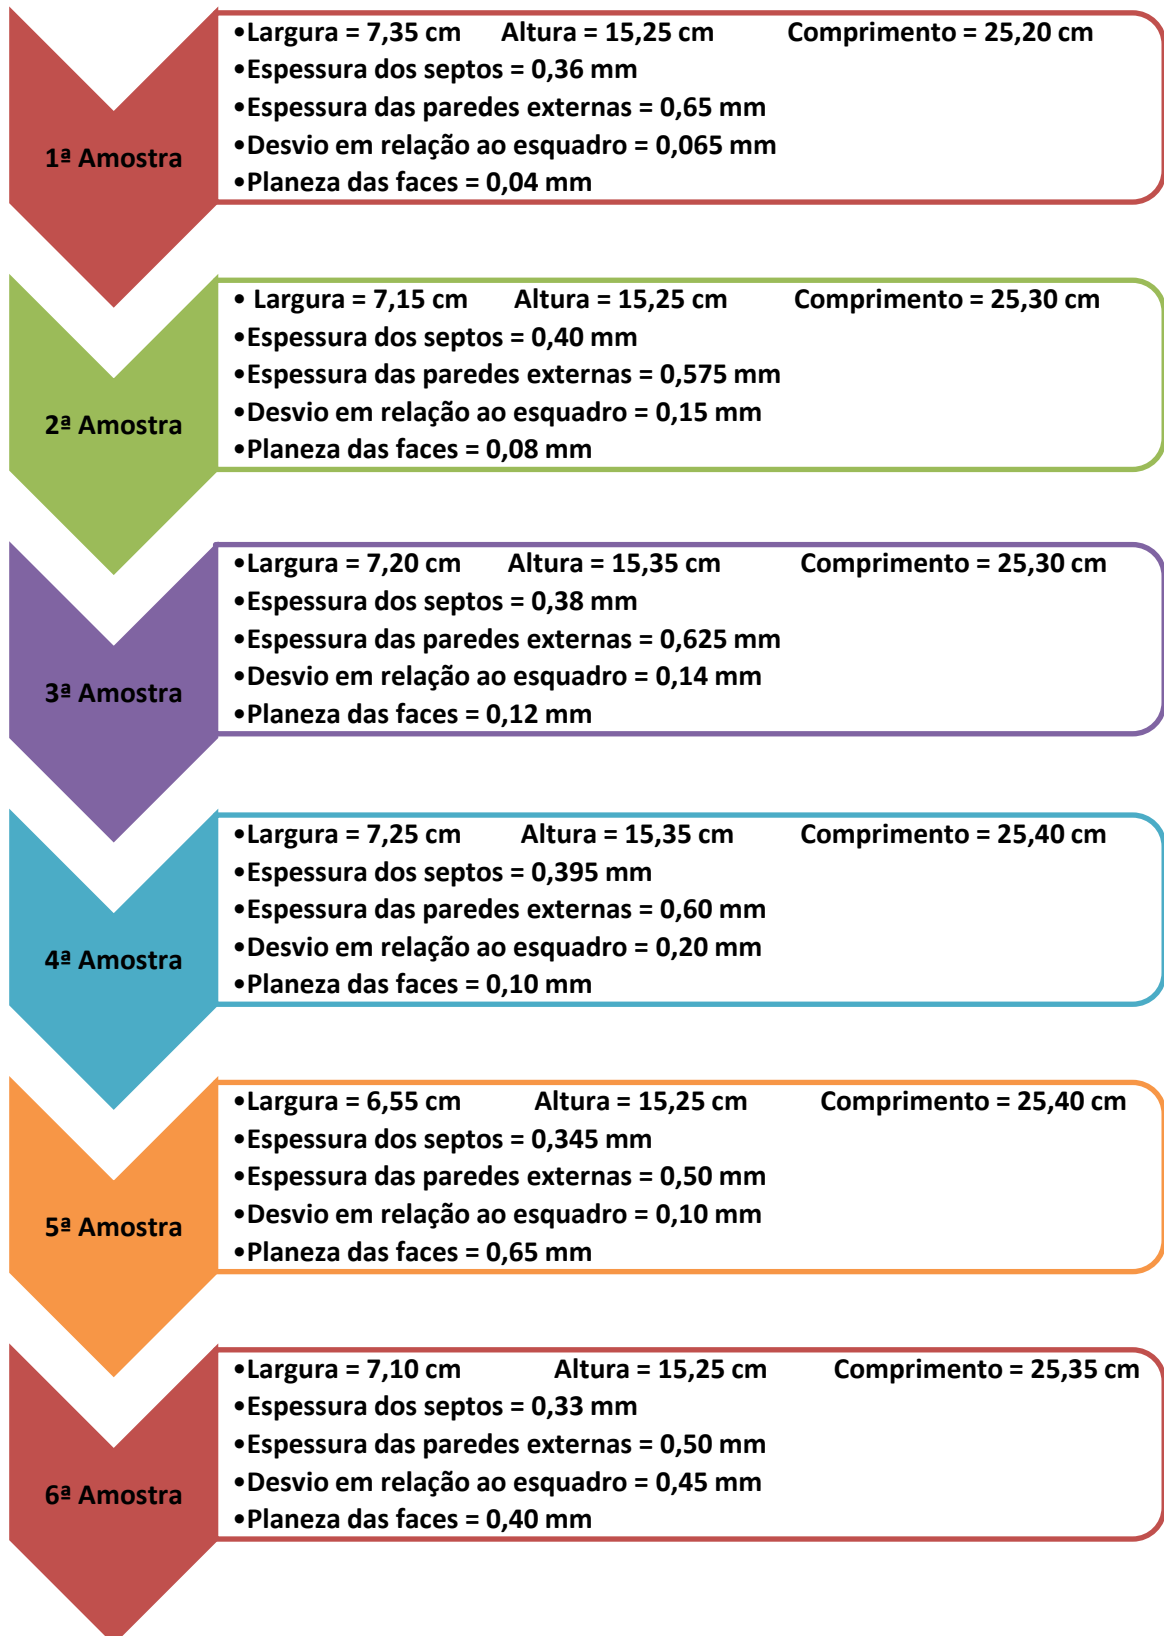 •Largura = 7,35 cm Altura = 15,25 cm Comprimento = 25,20 cm
•Espessura dos septos = 0,36 mm
•Espessura das paredes externas = 0,65 mm
•Desvio em relação ao esquadro = 0,065 mm
1ª Amostra
•Planeza das faces = 0,04 mm
• Largura = 7,15 cm Altura = 15,25 cm Comprimento = 25,30 cm
•Espessura dos septos = 0,40 mm
•Espessura das paredes externas = 0,575 mm
•Desvio em relação ao esquadro = 0,15 mm
2ª Amostra
•Planeza das faces = 0,08 mm
•Largura = 7,20 cm Altura = 15,35 cm Comprimento = 25,30 cm
•Espessura dos septos = 0,38 mm
•Espessura das paredes externas = 0,625 mm
•Desvio em relação ao esquadro = 0,14 mm
3ª Amostra
•Planeza das faces = 0,12 mm
•Largura = 7,25 cm Altura = 15,35 cm Comprimento = 25,40 cm
•Espessura dos septos = 0,395 mm
•Espessura das paredes externas = 0,60 mm
•Desvio em relação ao esquadro = 0,20 mm
4ª Amostra
•Planeza das faces = 0,10 mm
•Largura = 6,55 cm Altura = 15,25 cm Comprimento = 25,40 cm
•Espessura dos septos = 0,345 mm
•Espessura das paredes externas = 0,50 mm
•Desvio em relação ao esquadro = 0,10 mm
5ª Amostra
•Planeza das faces = 0,65 mm
•Largura = 7,10 cm Altura = 15,25 cm Comprimento = 25,35 cm
•Espessura dos septos = 0,33 mm
•Espessura das paredes externas = 0,50 mm
•Desvio em relação ao esquadro = 0,45 mm
6ª Amostra
•Planeza das faces = 0,40 mm